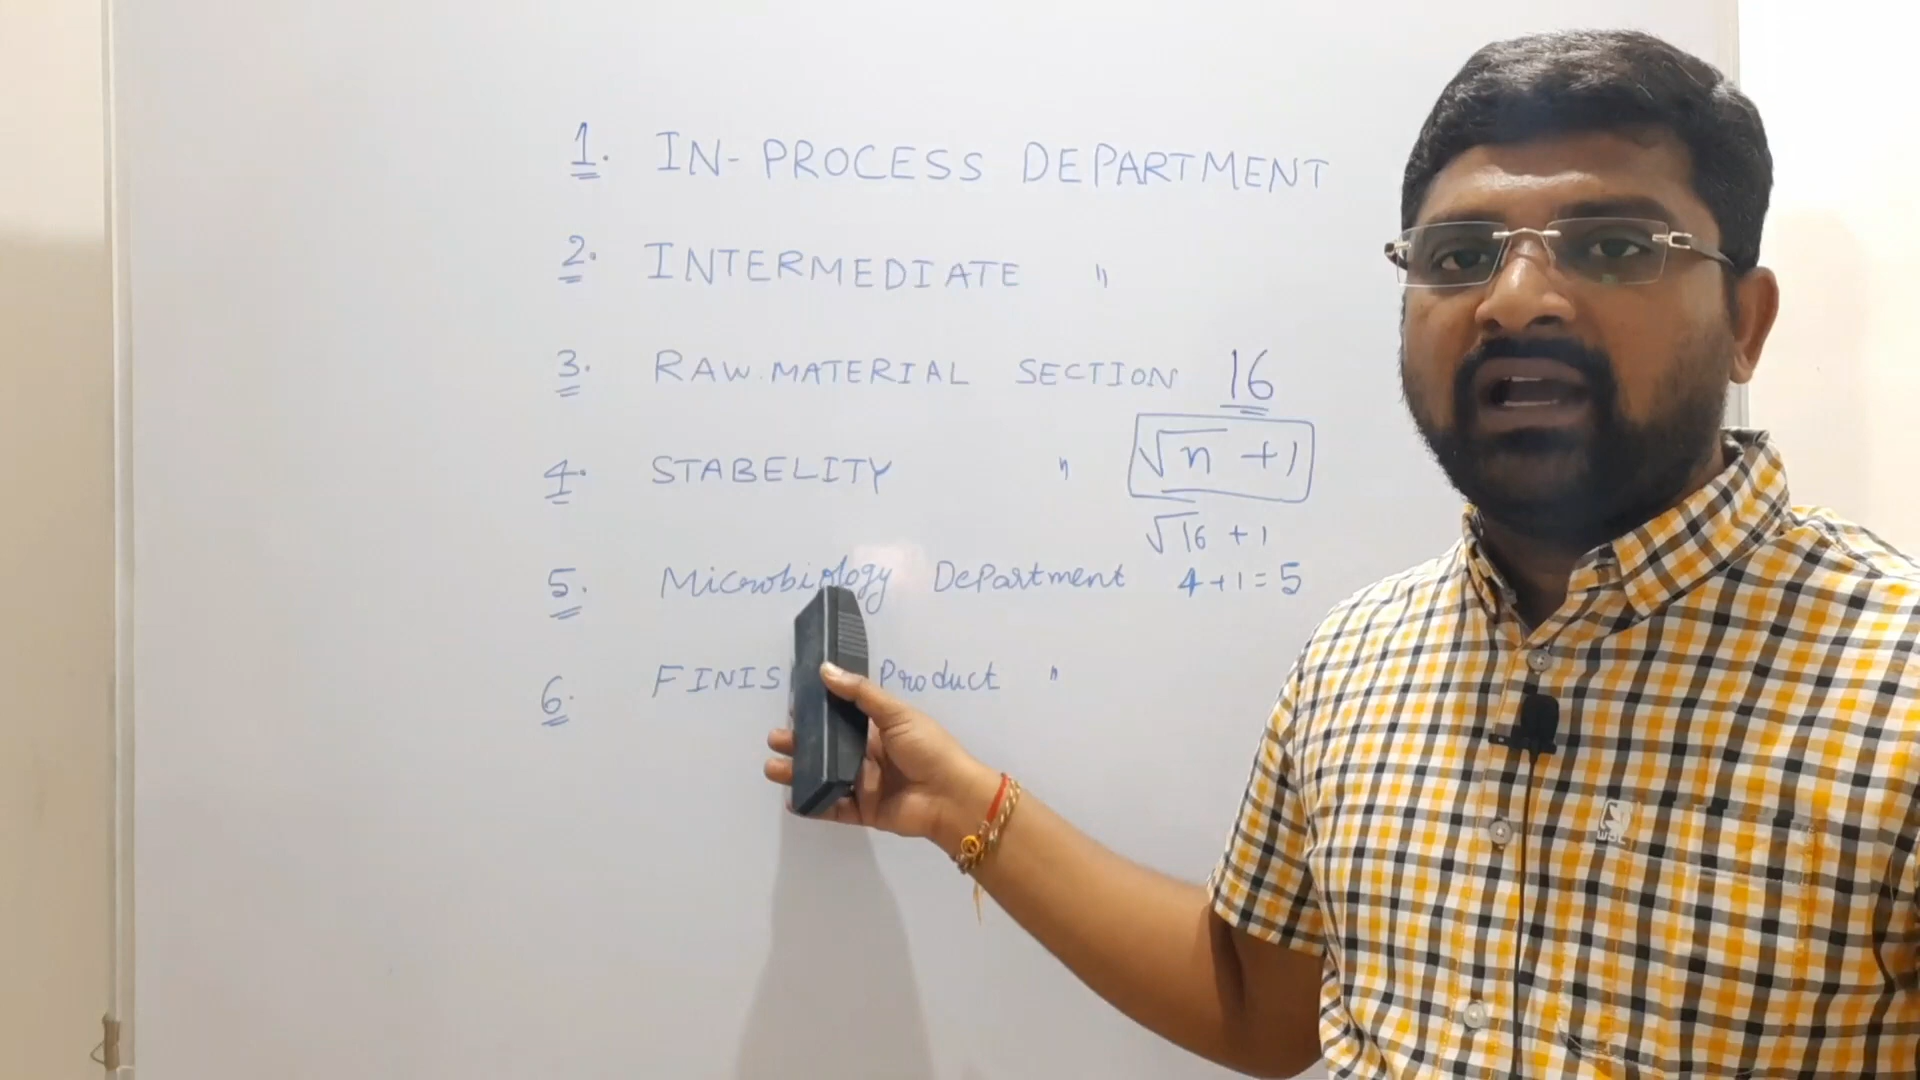 1. IN-PROCESS DEPARTMENT
2. INTERMEDIATE "
3. RAW.MATERIAL SECTION 16
√n +1
4. STABELITY "
√16 +1
5. Microbiology Department 4+1=5
6. FINIS Product "